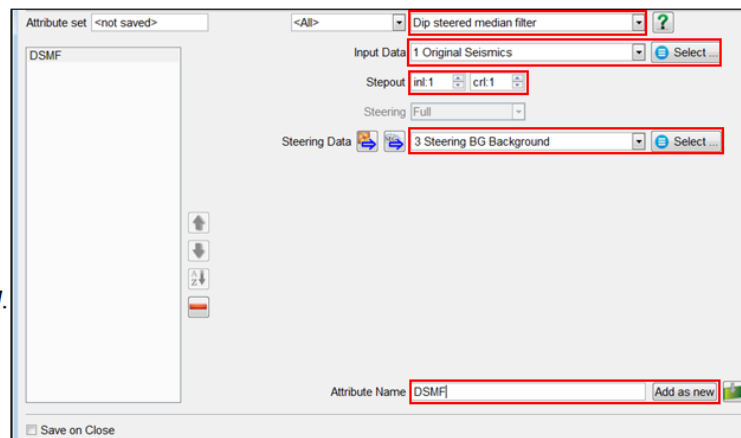 Attribute set <not saved> <All> Dip steered median filter ?
DSMF
Input Data 1 Original Seismics Select ...
Stepout inl:1 crl:1
Steering Full
Steering Data 3 Steering BG Background Select ...
A
Z
Attribute Name DSMF Add as new
Save on Close